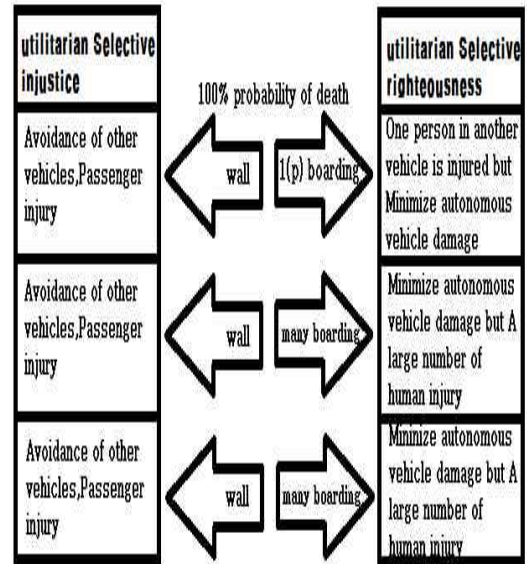 utilitarian Selective
injustice
100% probability of death
utilitarian Selective
righteousness
Avoidance of other
vehicles,Passenger
injury
wall
1(p) boarding
One person in another
vehicle is injured but
Minimize autonomous
vehicle damage
Avoidance of other
vehicles,Passenger
injury
wall
many boarding
Minimize autonomous
vehicle damage but A
large number of
human injury
Avoidance of other
vehicles,Passenger
injury
wall
many boarding
Minimize autonomous
vehicle damage but A
large number of
human injury